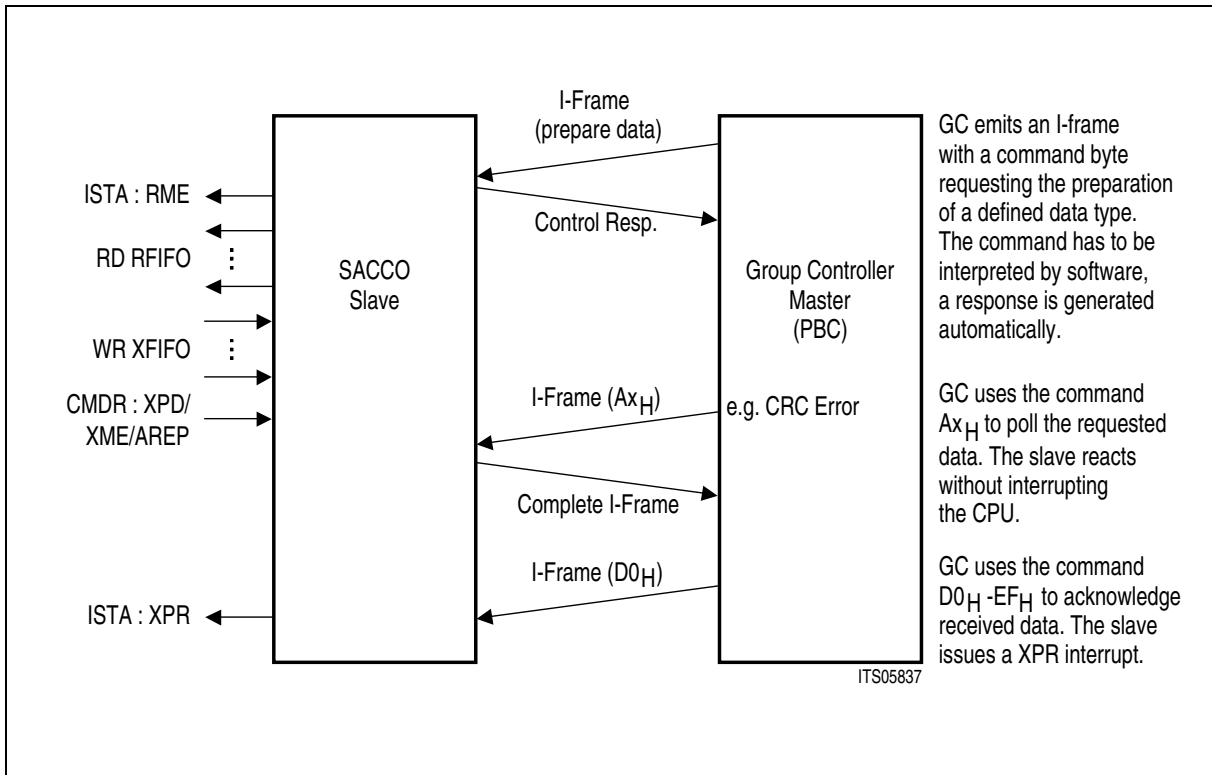 I-Frame
(prepare data)
Control Resp.
ISTA : RME
RD RFIFO
WR XFIFO
CMDR : XPD/
XME/AREP
ISTA : XPR
SACCO
Slave
I-Frame (AxH)
Complete I-Frame
I-Frame (D0H)
Group Controller
Master
(PBC)
e.g. CRC Error
GC emits an I-frame
with a command byte
requesting the preparation
of a defined data type.
The command has to be
interpreted by software,
a response is generated
automatically.
GC uses the command
AxH to poll the requested
data. The slave reacts
without interrupting
the CPU.
GC uses the command
D0H -EFH to acknowledge
received data. The slave
issues a XPR interrupt.
ITS05837